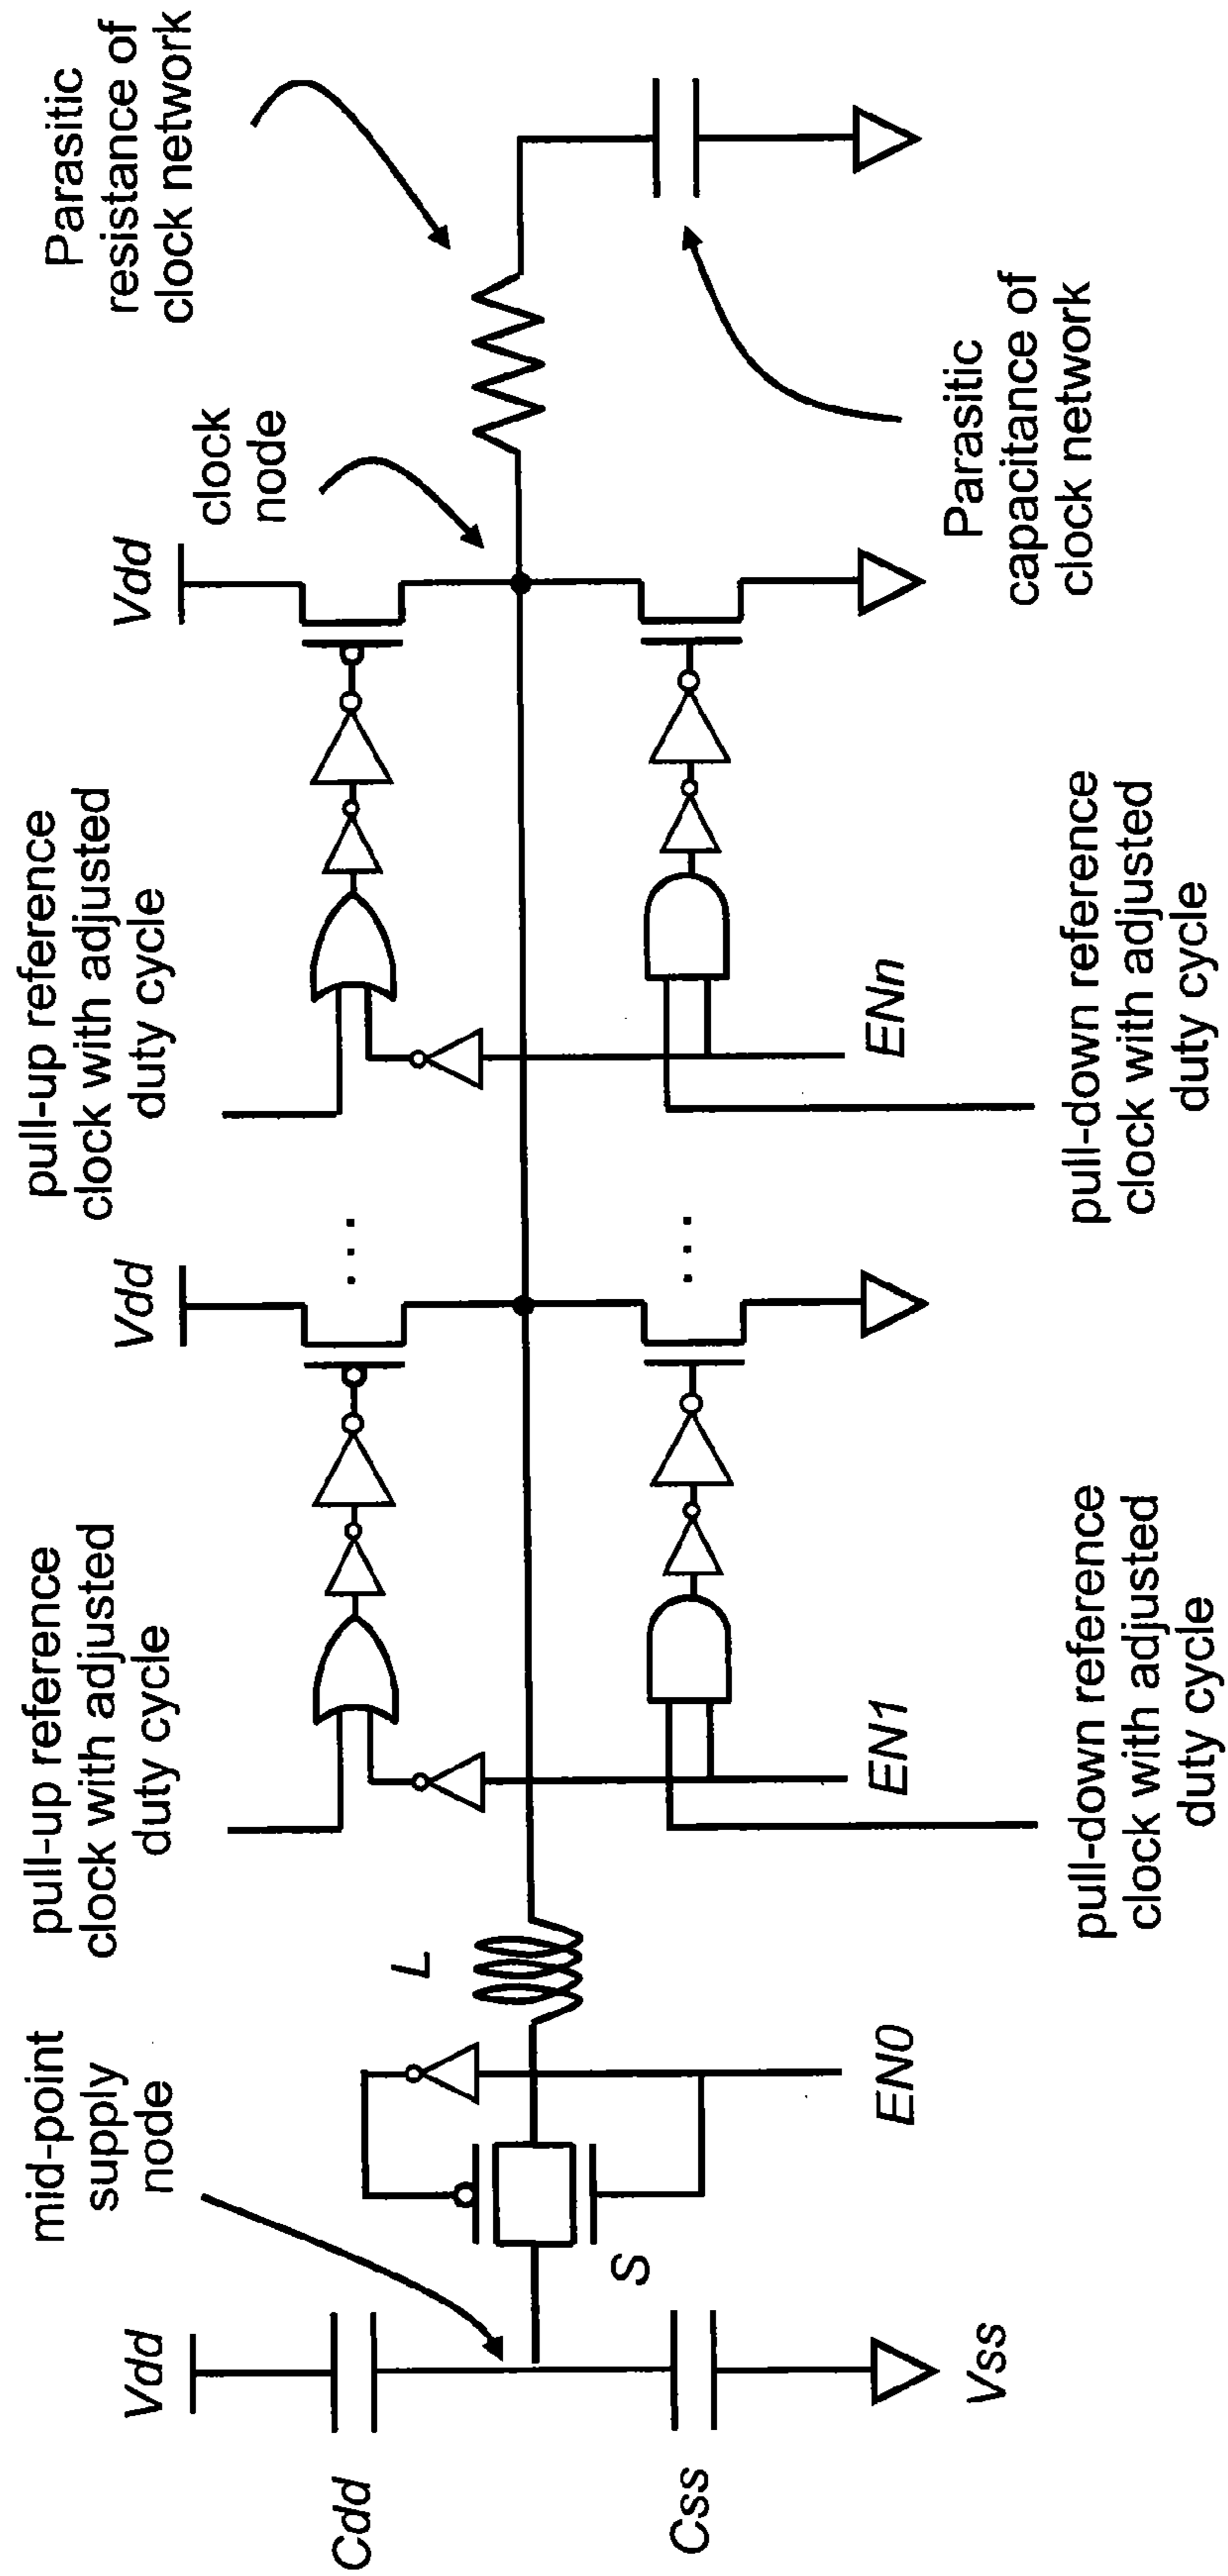 Vdd
Cdd
Css
Vss
mid-point
supply
node
S
EN0
L
pull-up reference
clock with adjusted
duty cycle
Vdd
...
...
EN1
pull-down reference
clock with adjusted
duty cycle
pull-up reference
clock with adjusted
duty cycle
Vdd
ENn
pull-down reference
clock with adjusted
duty cycle
clock
node
Parasitic
resistance of
clock network
Parasitic
capacitance of
clock network